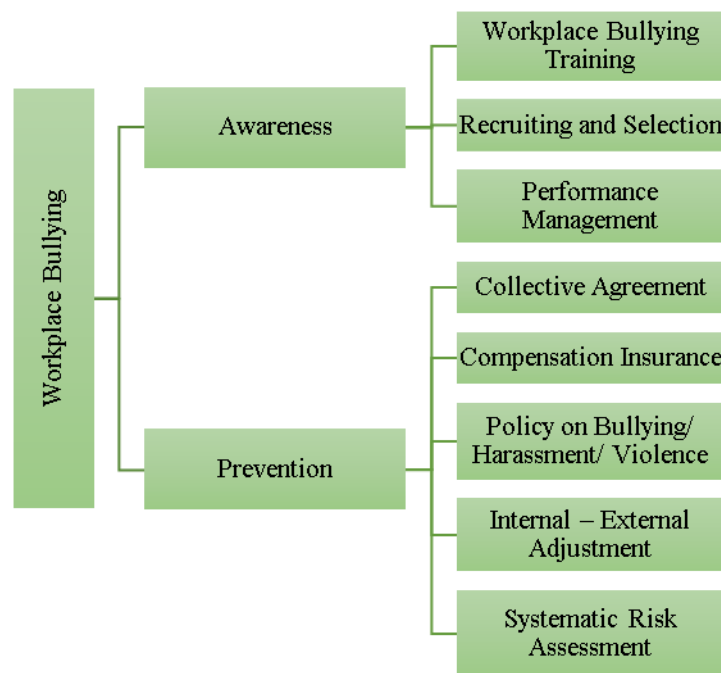 Workplace Bullying
Awareness
Workplace Bullying
Training
Recruiting and Selection
Performance
Management
Prevention
Collective Agreement
Compensation Insurance
Policy on Bullying/
Harassment/ Violence
Internal – External
Adjustment
Systematic Risk
Assessment